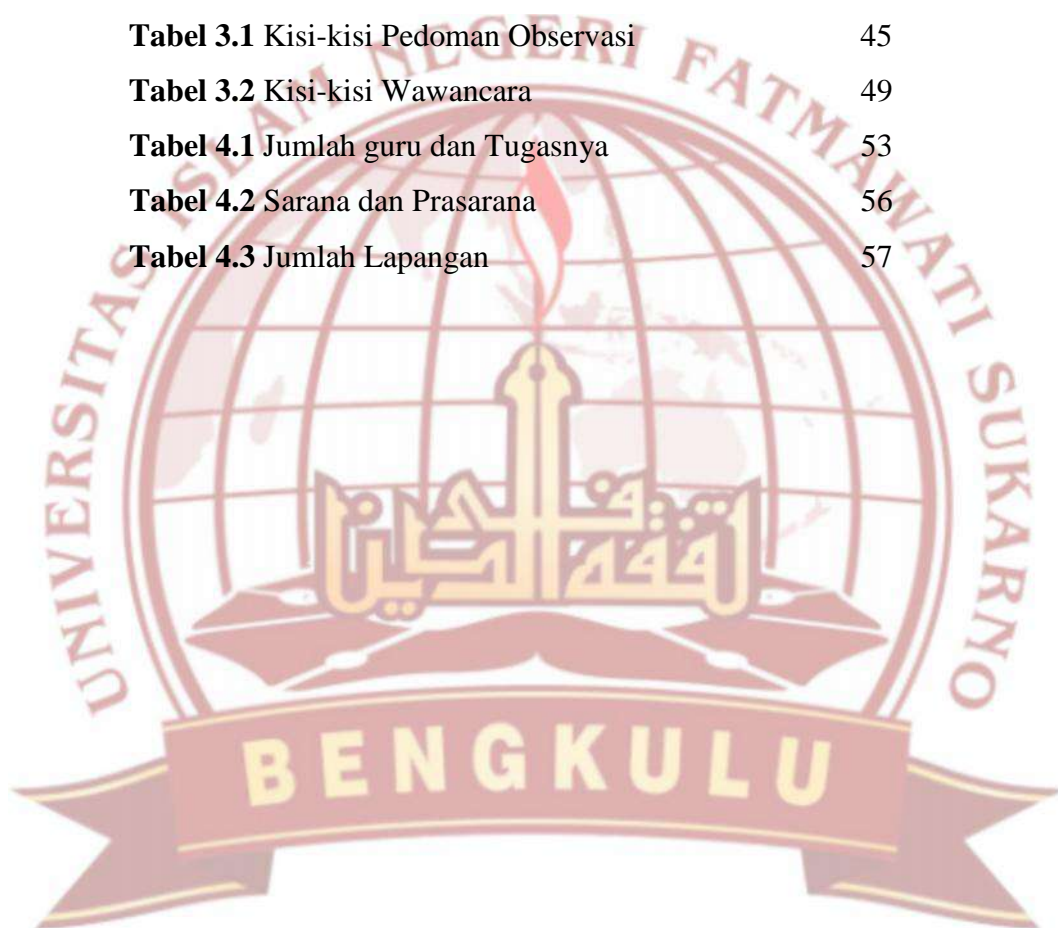 Tabel 3.1 Kisi-kisi Pedoman Observasi 45
Tabel 3.2 Kisi-kisi Wawancara 49
Tabel 4.1 Jumlah guru dan Tugasnya 53
Tabel 4.2 Sarana dan Prasarana 56
Tabel 4.3 Jumlah Lapangan 57
UNIVERSITAS ISLAM NEGERI FATMAWATI SUKARNO
BENGKULU